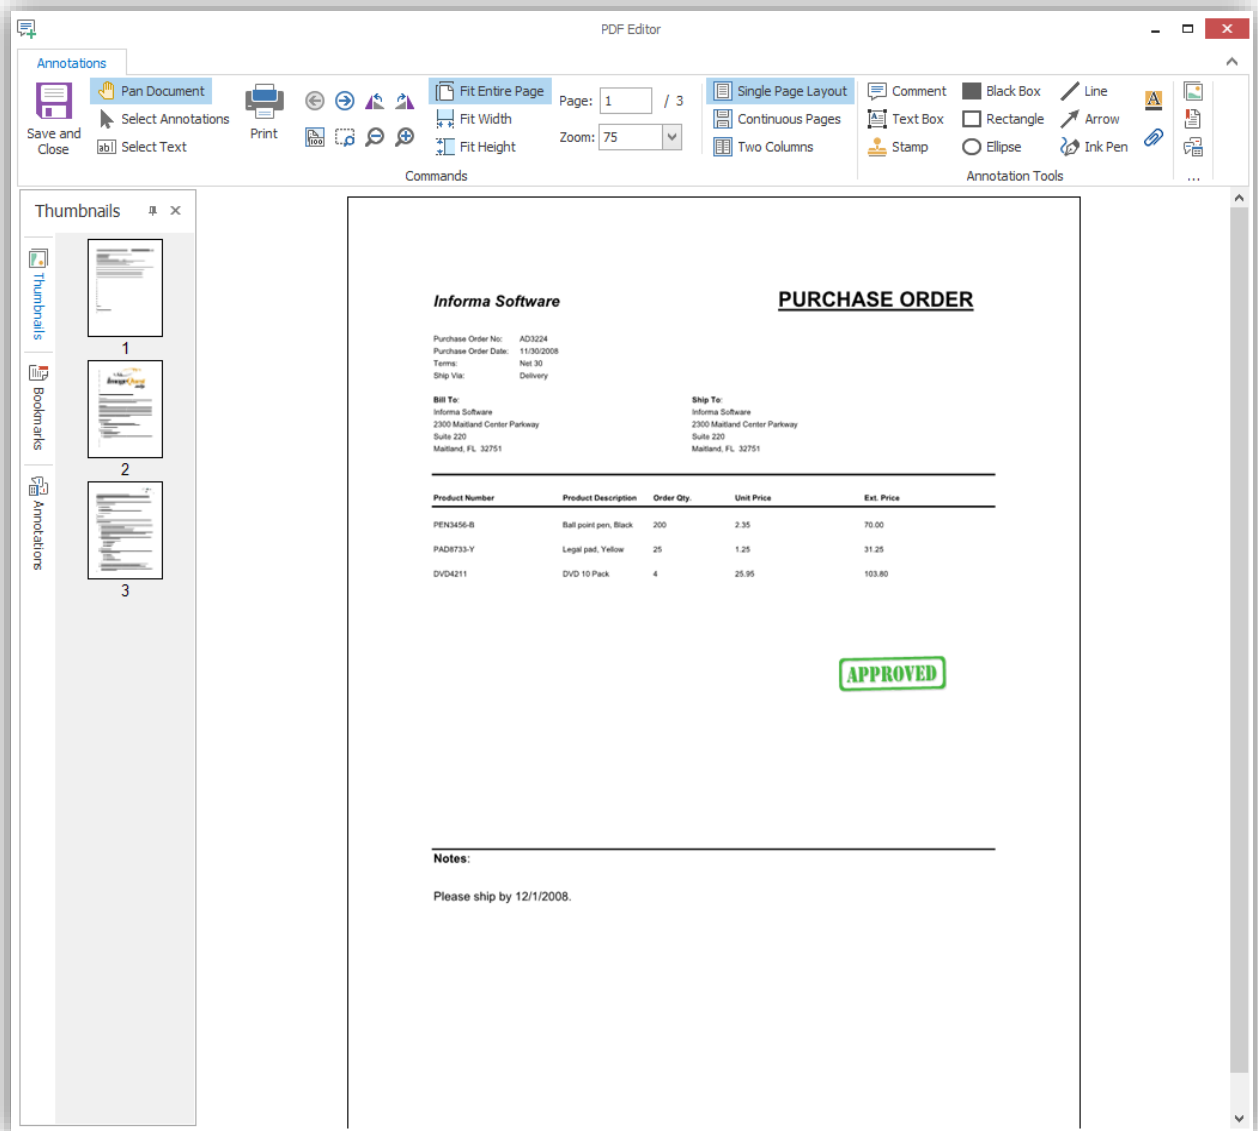 PDF Editor
Annotations
Save and Close
Pan Document
Select Annotations
Select Text
Print
Fit Entire Page
Fit Width
Fit Height
Page: 1 / 3
Zoom: 75
Commands
Single Page Layout
Continuous Pages
Two Columns
Comment
Text Box
Stamp
Black Box
Rectangle
Ellipse
Line
Arrow
Ink Pen
Annotation Tools
...
Thumbnails
Thumbnails
Bookmarks
Annotations
1
2
3
Informa Software PURCHASE ORDER
Purchase Order No: AD3224
Purchase Order Date: 11/30/2008
Terms: Net 30
Ship Via: Delivery
Bill To: Ship To:
Informa Software Informa Software
2300 Maitland Center Parkway 2300 Maitland Center Parkway
Suite 220 Suite 220
Maitland, FL 32751 Maitland, FL 32751
Product Number Product Description Order Qty. Unit Price Ext. Price
PEN3456-B Ball point pen, Black 200 2.35 70.00
PAD8733-Y Legal pad, Yellow 25 1.25 31.25
DVD4211 DVD 10 Pack 4 25.95 103.80
APPROVED
Notes:
Please ship by 12/1/2008.